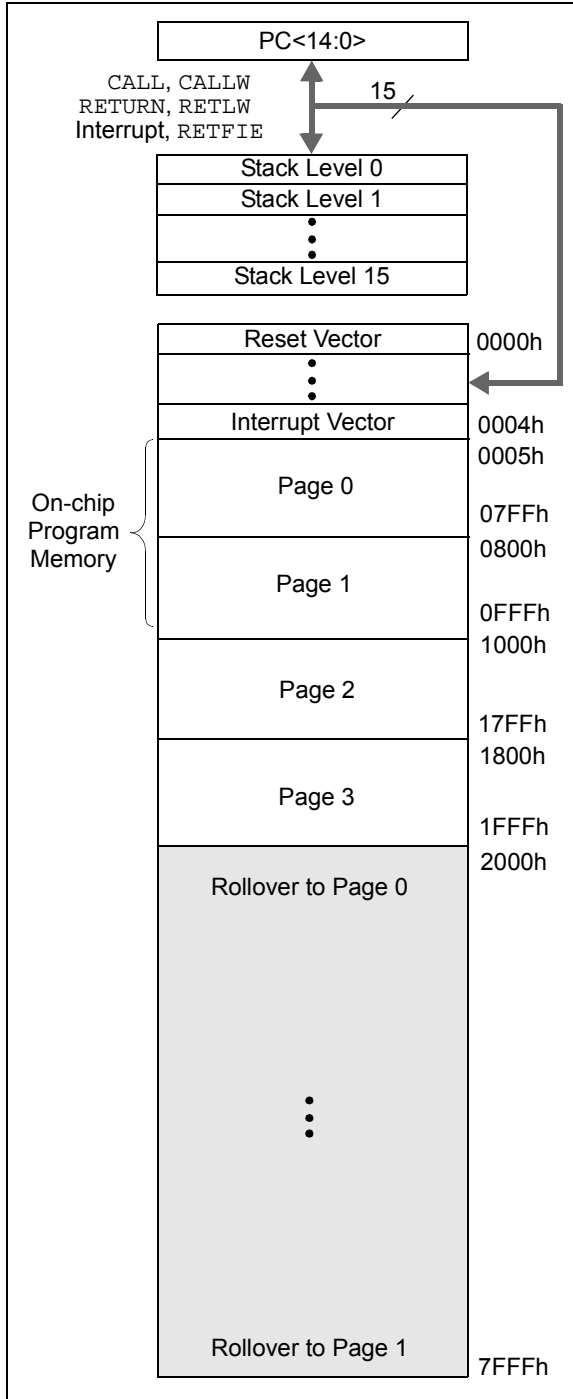 PC<14:0>
CALL, CALLW
RETURN, RETLW
Interrupt, RETFIE
15
Stack Level 0
Stack Level 1
Stack Level 15
Reset Vector
0000h
Interrupt Vector
0004h
0005h
On-chip
Program
Memory
Page 0
07FFh
0800h
Page 1
0FFFh
1000h
Page 2
17FFh
1800h
Page 3
1FFFh
2000h
Rollover to Page 0
Rollover to Page 1
7FFFh